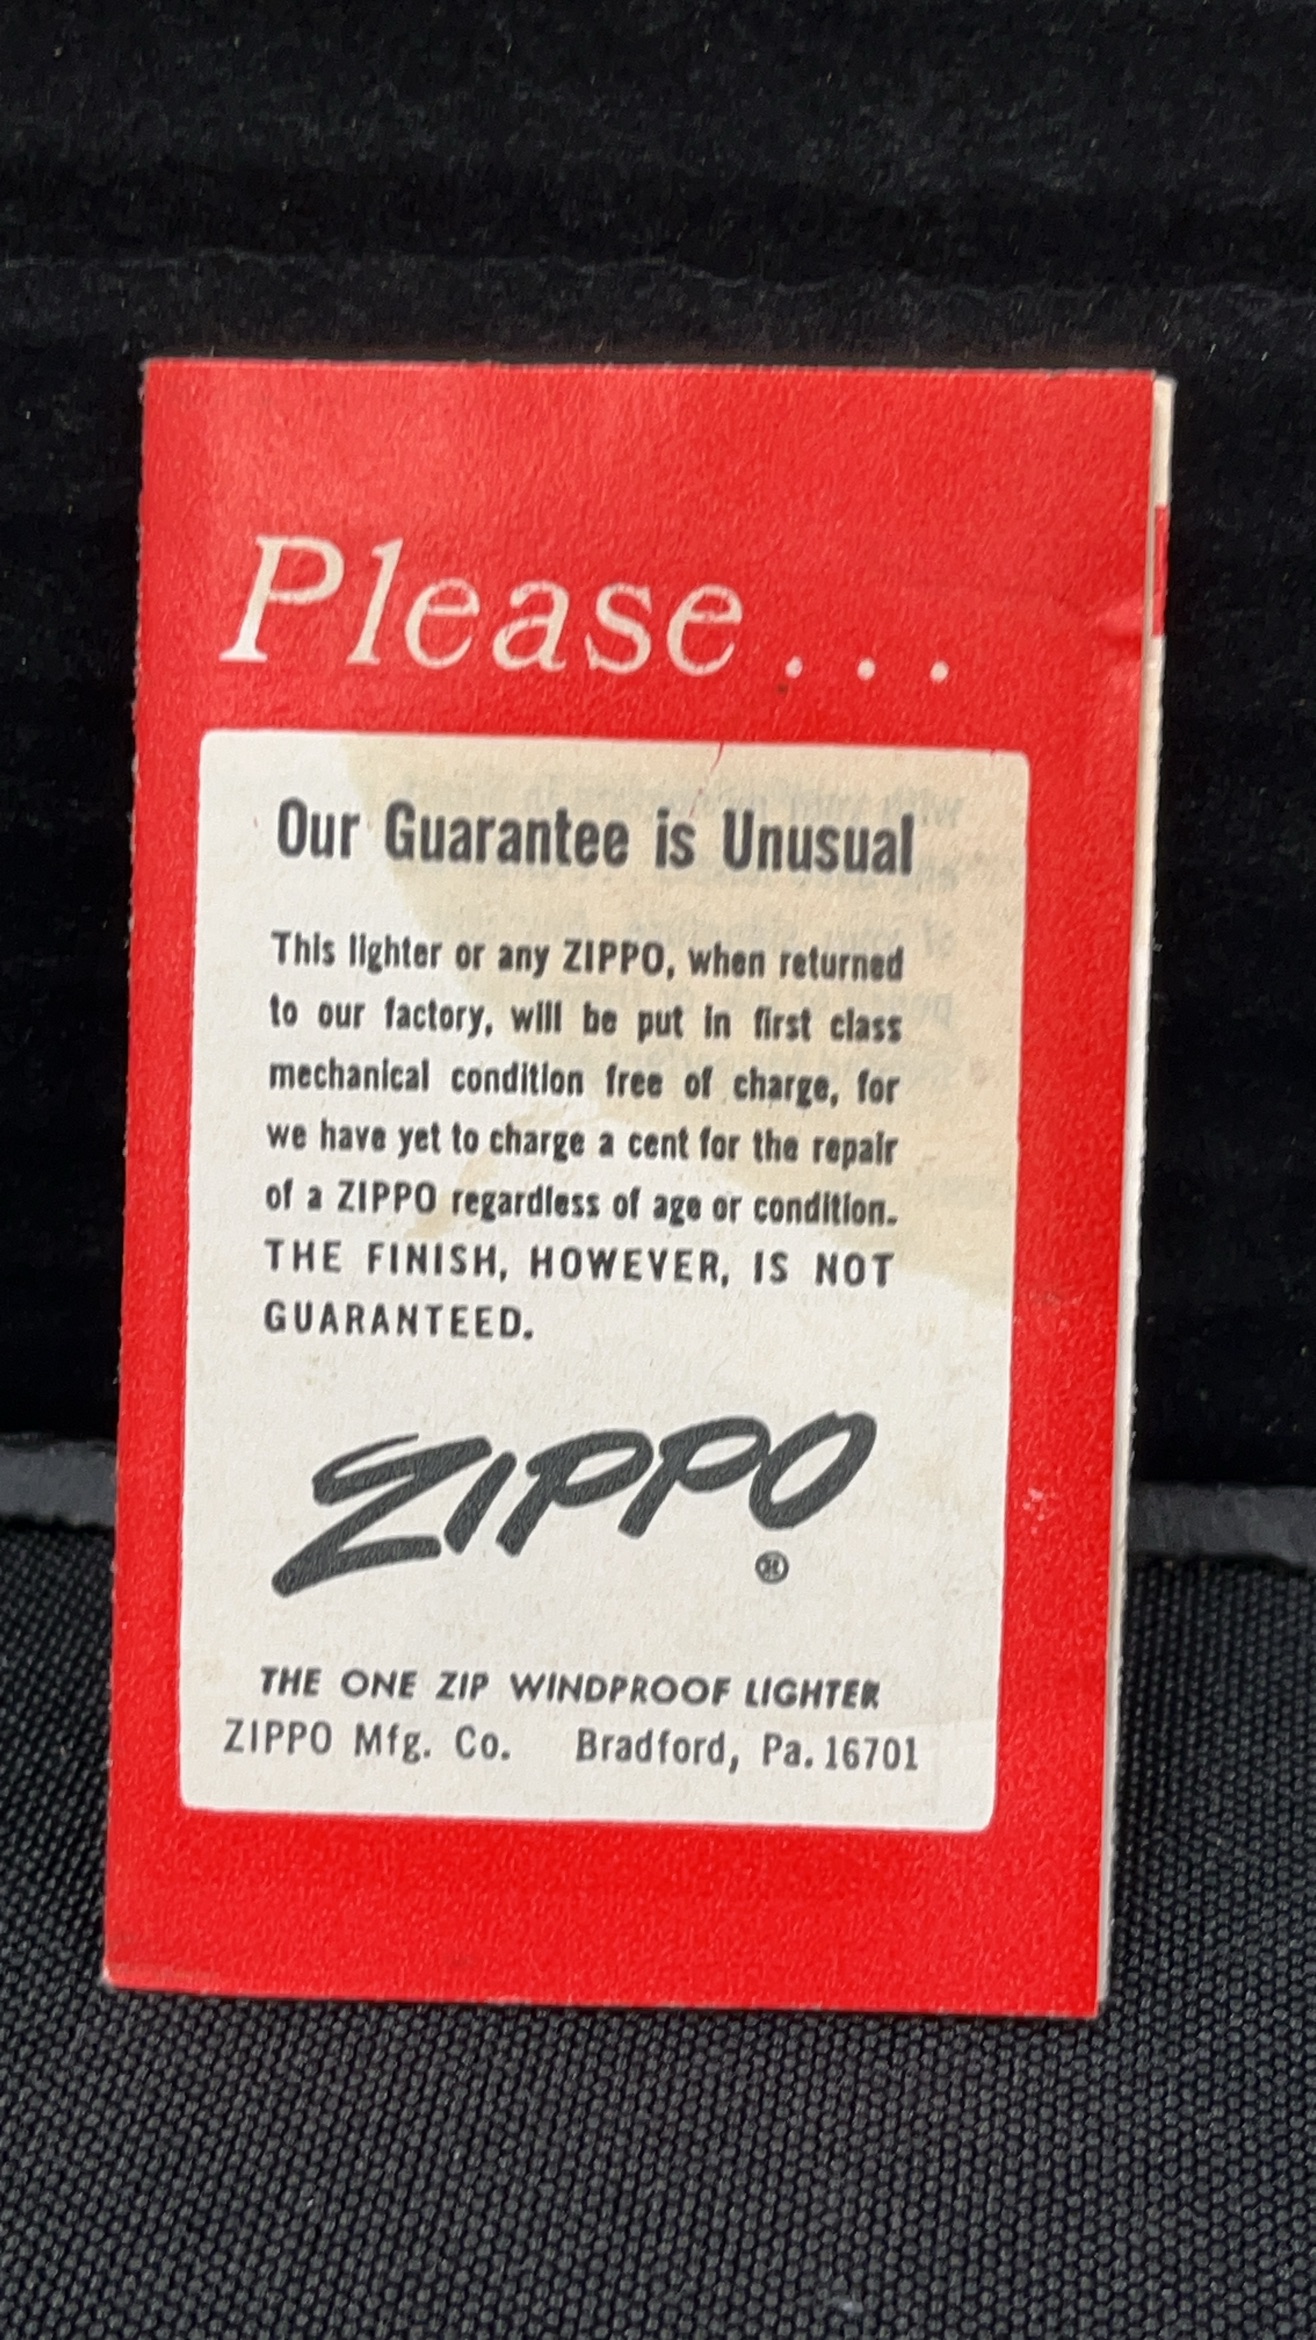 Please...
Our Guarantee is Unusual
This lighter or any ZIPPO, when returned
to our factory, will be put in first class
mechanical condition free of charge, for
we have yet to charge a cent for the repair
of a ZIPPO regardless of age or condition.
THE FINISH, HOWEVER, IS NOT
GUARANTEED.
ZIPPO
®
THE ONE ZIP WINDPROOF LIGHTER
ZIPPO Mfg. Co. Bradford, Pa. 16701